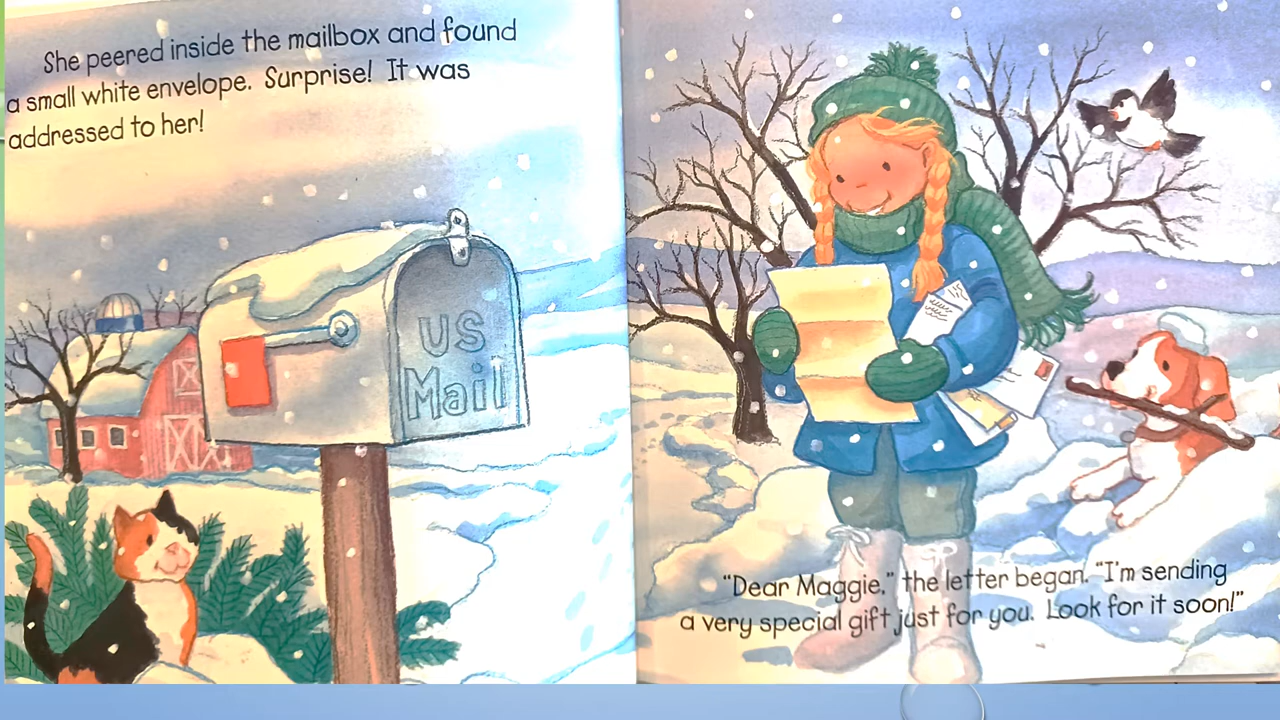 She peered inside the mailbox and found
a small white envelope. Surprise! It was
addressed to her!
US
Mail
"Dear Maggie," the letter began. "I'm sending
a very special gift just for you. Look for it soon!"